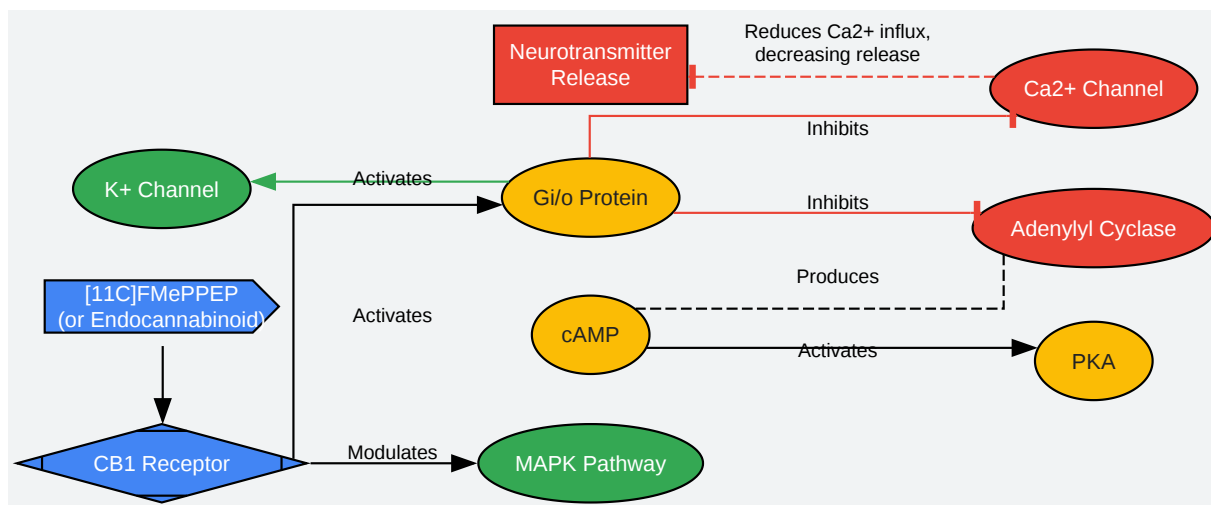 Neurotransmitter
Release
Reduces Ca2+ influx,
decreasing release
Ca2+ Channel
Inhibits
K+ Channel
Activates
Gi/o Protein
Inhibits
Adenylyl Cyclase
Produces
[11C]FMePPEP
(or Endocannabinoid)
Activates
cAMP
Activates
PKA
CB1 Receptor
Modulates
MAPK Pathway